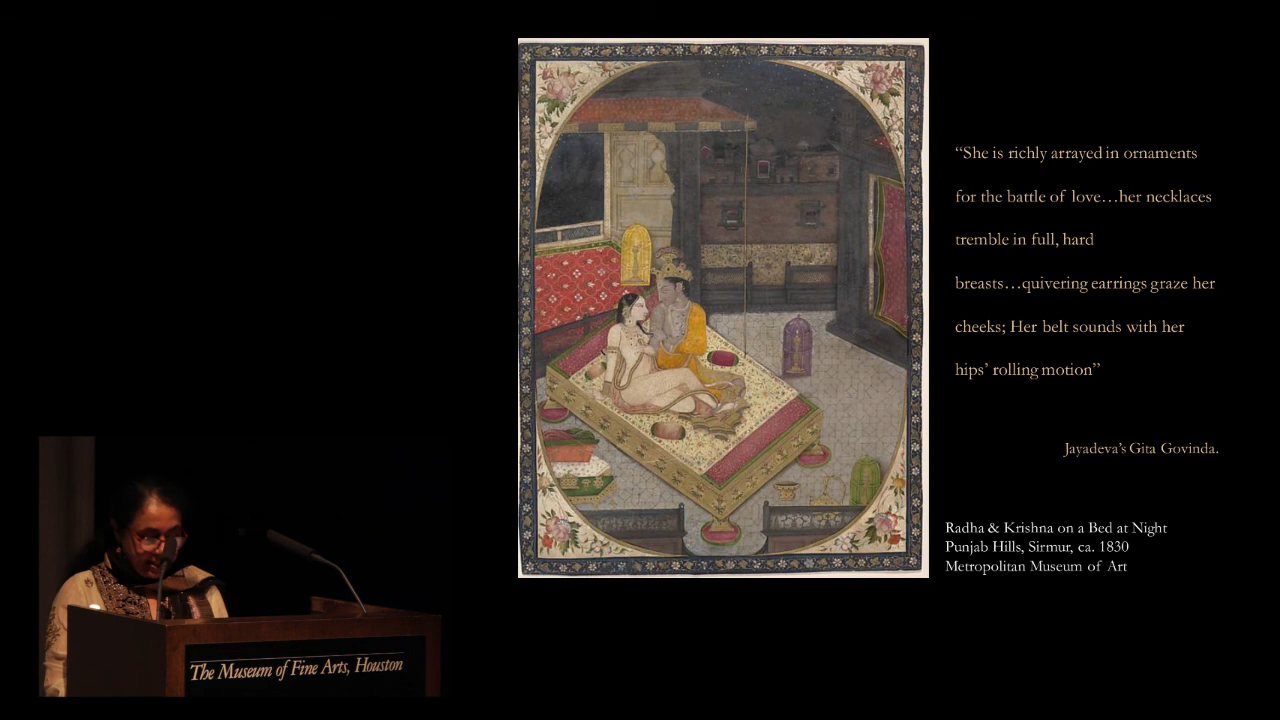 “She is richly arrayed in ornaments
for the battle of love…her necklaces
tremble in full, hard
breasts…quivering earrings graze her
cheeks; Her belt sounds with her
hips’ rolling motion”
Jayadeva’s Gita Govinda.
Radha & Krishna on a Bed at Night
Punjab Hills, Sirmur, ca. 1830
Metropolitan Museum of Art
The Museum of Fine Arts, Houston